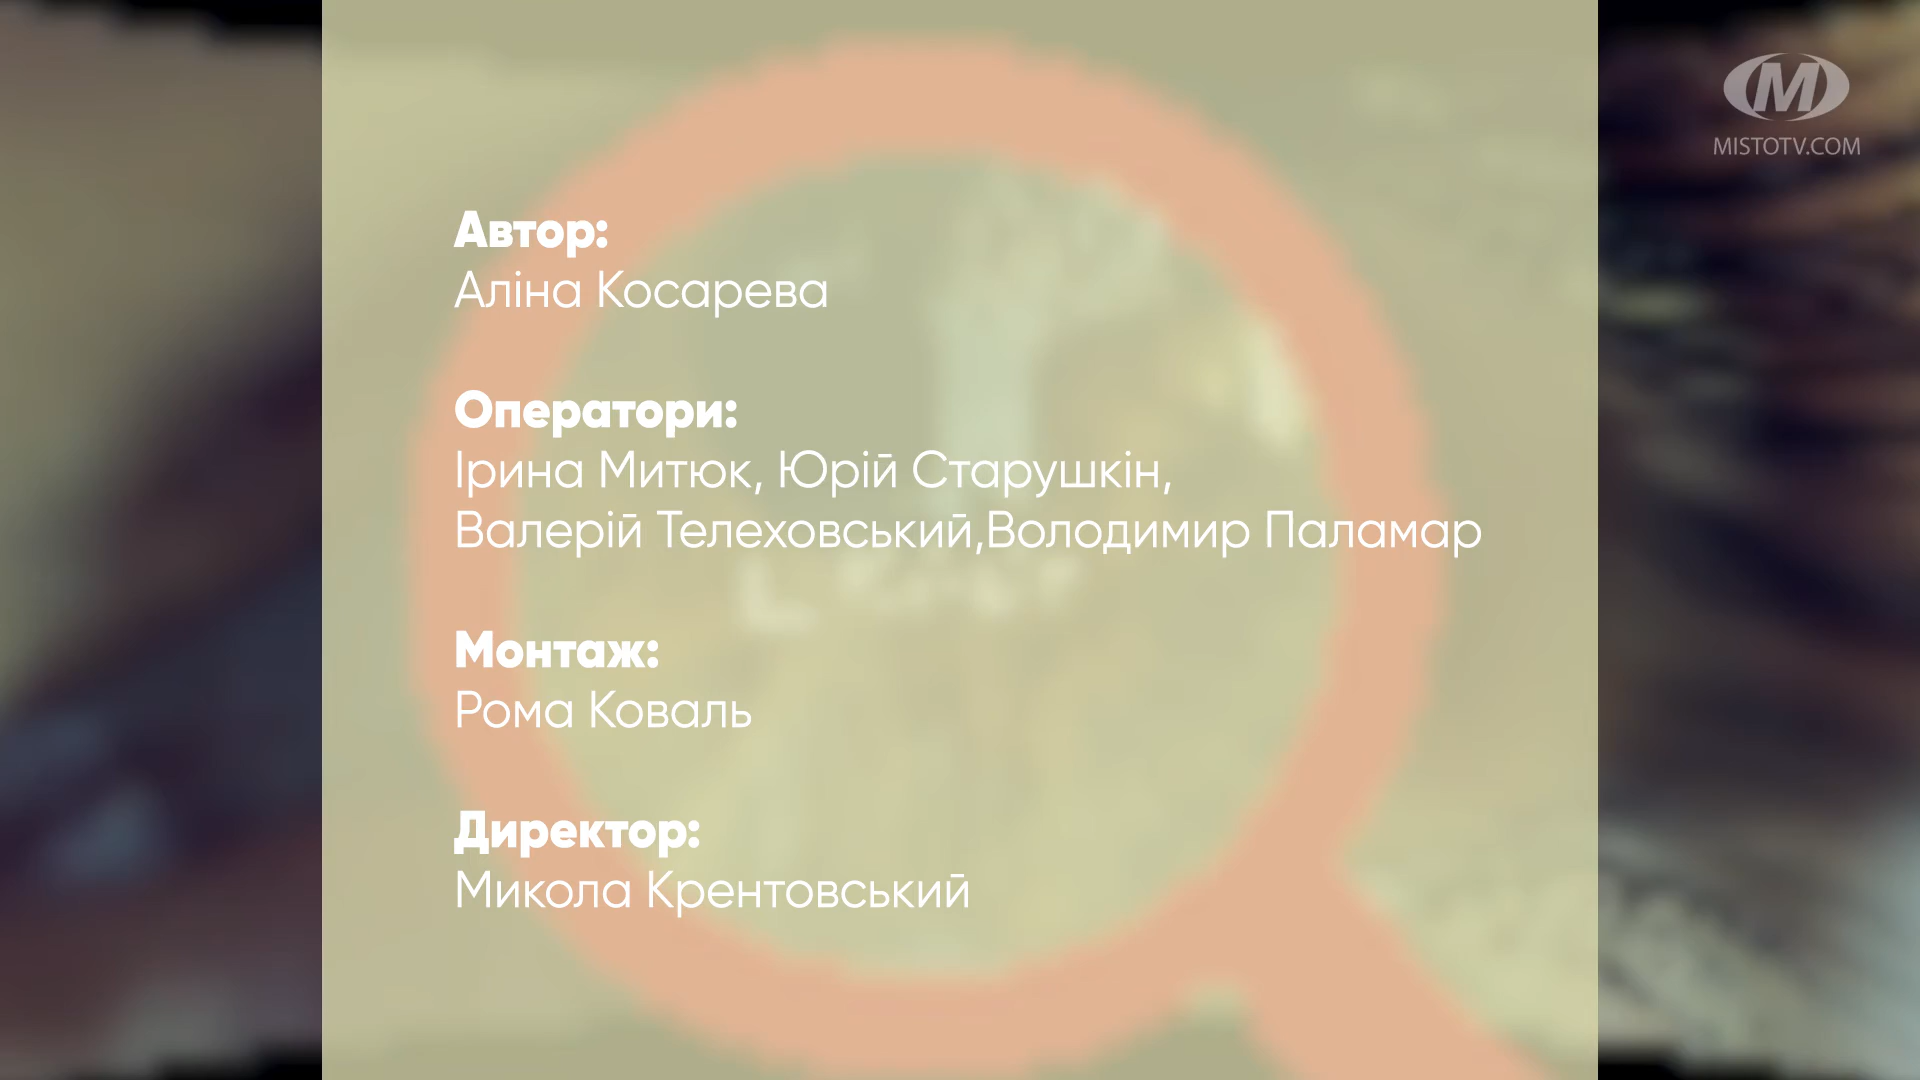 M
MISTOTV.COM
Автор:
Аліна Косарева
Оператори:
Ірина Митюк, Юрій Старушкін,
Валерій Телеховський,Володимир Паламар
Монтаж:
Рома Коваль
Директор:
Микола Крентовський